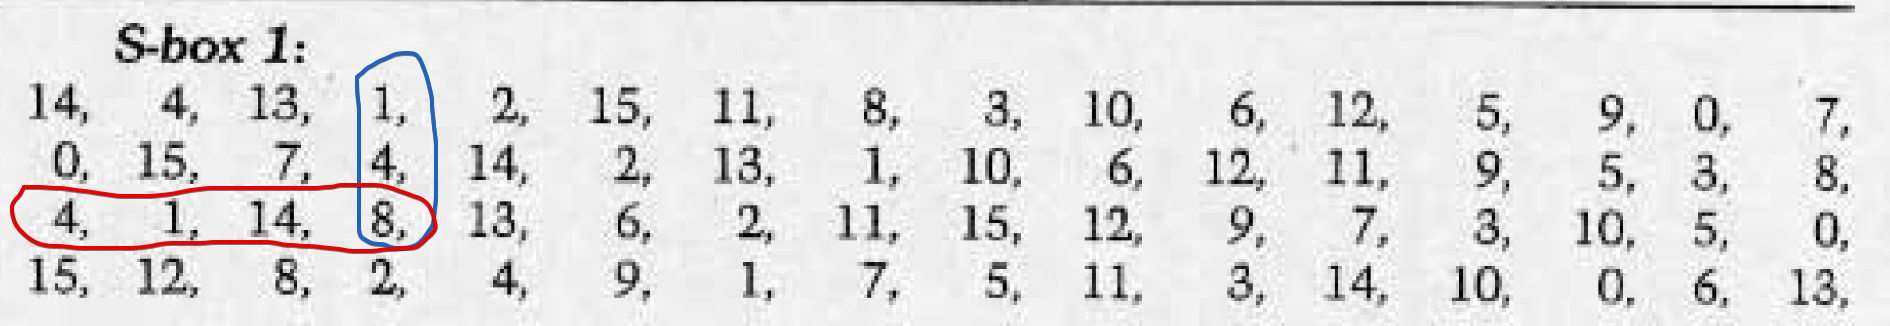 S-box 1:
14, 4, 13, 1, 2, 15, 11, 8, 3, 10, 6, 12, 5, 9, 0, 7,
0, 15, 7, 4, 14, 2, 13, 1, 10, 6, 12, 11, 9, 5, 3, 8,
4, 1, 14, 8, 13, 6, 2, 11, 15, 12, 9, 7, 3, 10, 5, 0,
15, 12, 8, 2, 4, 9, 1, 7, 5, 11, 3, 14, 10, 0, 6, 13,